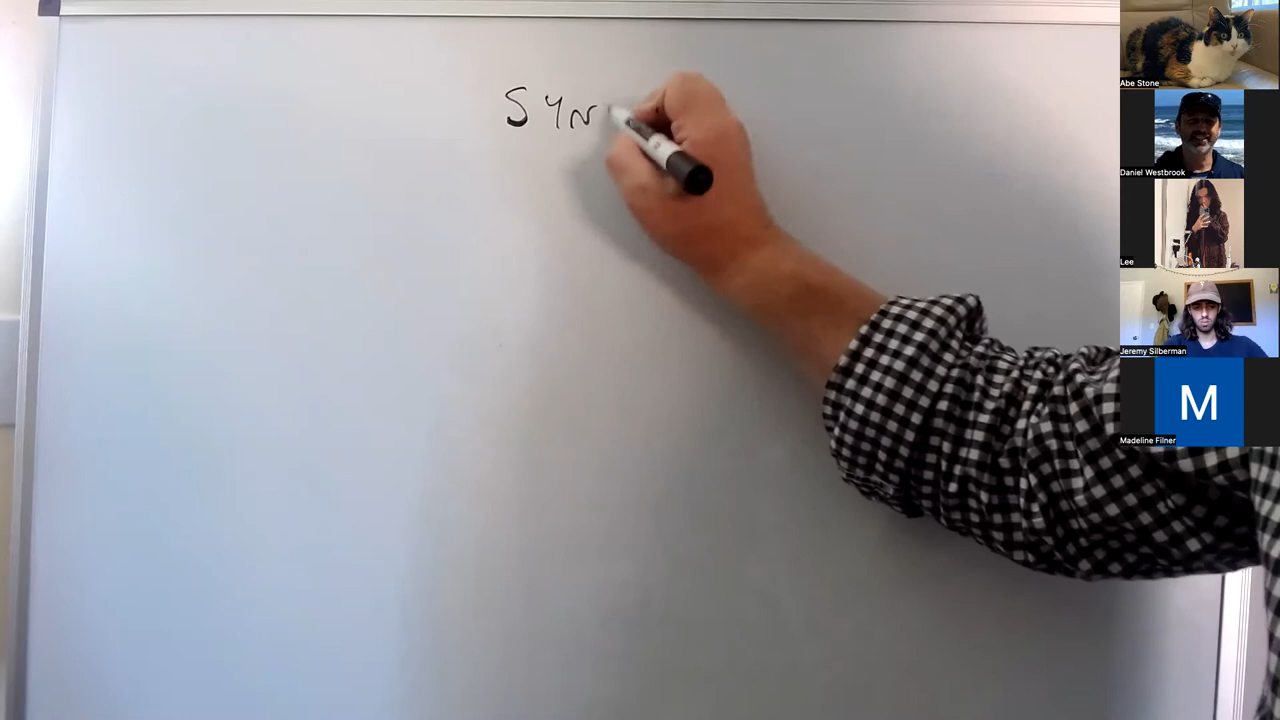 SYN
Abe Stone
Daniel Westbrook
Lee
Jeremy Silberman
M
Madeline Filner